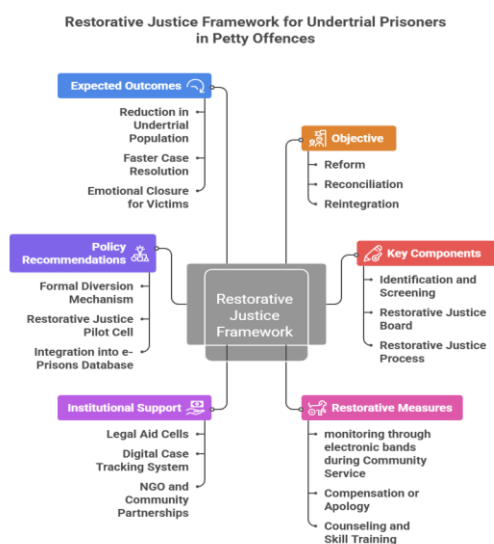 Restorative Justice Framework for Undertrial Prisoners
in Petty Offences
Expected Outcomes
Reduction in
Undertrial
Population
Faster Case
Resolution
Emotional Closure
for Victims
Objective
Reform
Reconciliation
Reintegration
Policy
Recommendations
Formal Diversion
Mechanism
Restorative Justice
Pilot Cell
Integration into e-
Prisons Database
Restorative
Justice
Framework
Key Components
Identification and
Screening
Restorative Justice
Board
Restorative Justice
Process
Institutional Support
Legal Aid Cells
Digital Case
Tracking System
NGO and
Community
Partnerships
Restorative Measures
monitoring through
electronic bands
during Community
Service
Compensation or
Apology
Counseling and
Skill Training